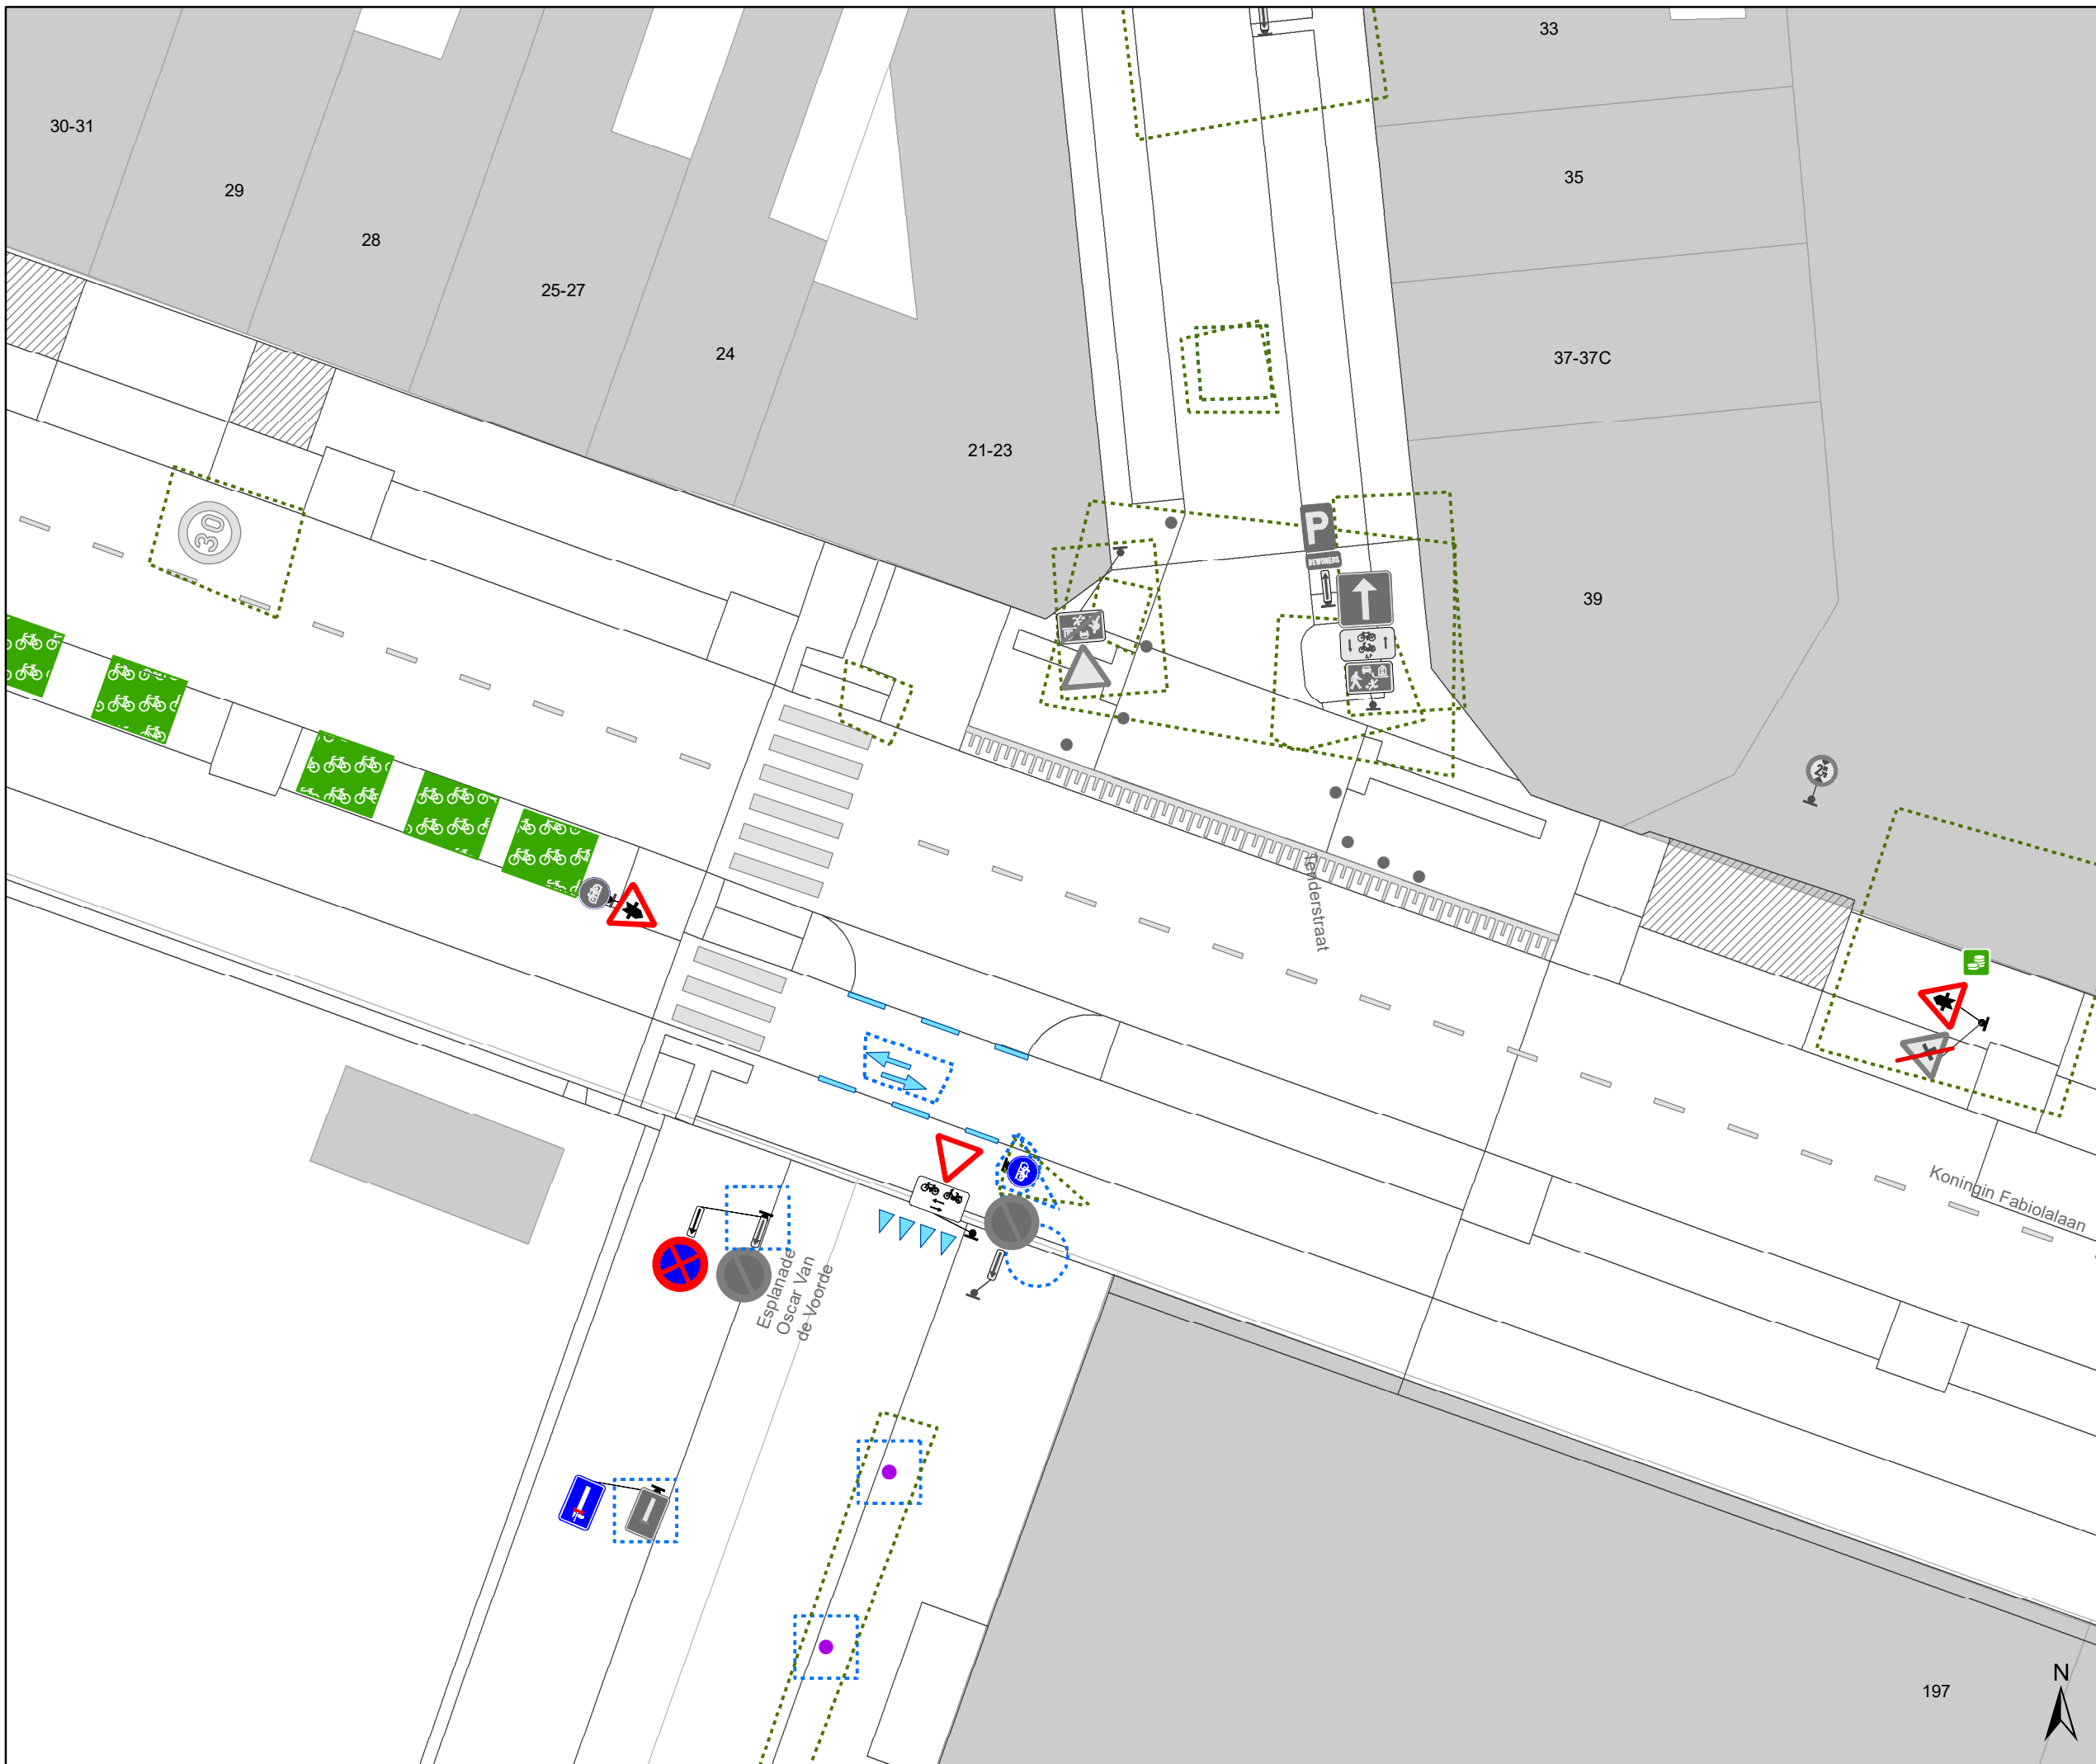 33
30-31
35
29
28
25-27
37-37C
24
21-23
30
P
BEWONERS
39
Tenderstraat
Koningin Fabiolalaan
Esplanade
Oscar Van
de Voorde
197
N